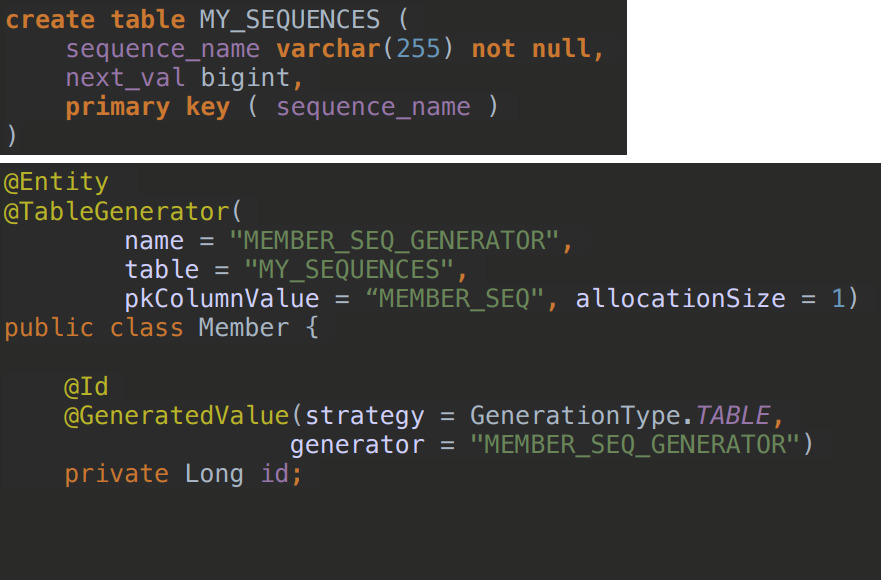 create table MY_SEQUENCES (
    sequence_name varchar(255) not null,
    next_val bigint,
    primary key ( sequence_name )
)
@Entity
@TableGenerator(
        name = "MEMBER_SEQ_GENERATOR",
        table = "MY_SEQUENCES",
        pkColumnValue = “MEMBER_SEQ", allocationSize = 1)
public class Member {
    @Id
    @GeneratedValue(strategy = GenerationType.TABLE,
                   generator = "MEMBER_SEQ_GENERATOR")
    private Long id;